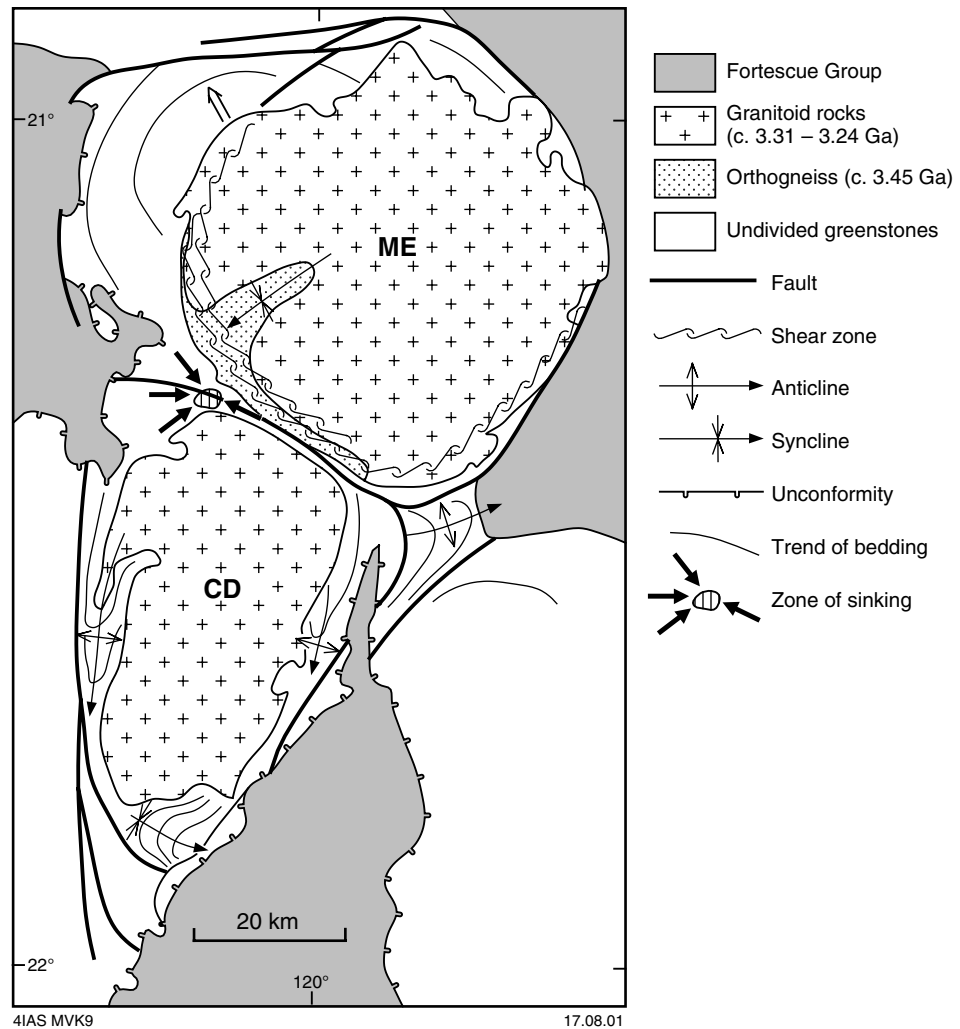 21°
ME
CD
20 km
22°
120°
4IAS MVK9
17.08.01
Fortescue Group
Granitoid rocks
(c. 3.31 – 3.24 Ga)
Orthogneiss (c. 3.45 Ga)
Undivided greenstones
Fault
Shear zone
Anticline
Syncline
Unconformity
Trend of bedding
Zone of sinking